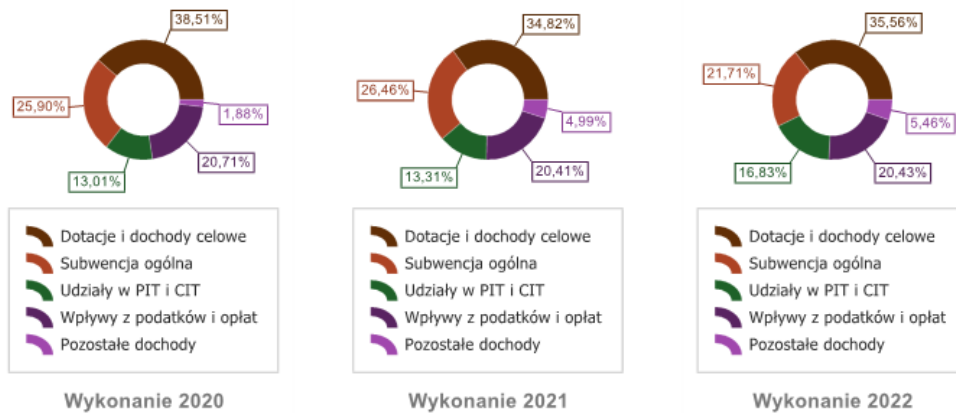 38,51%
25,90%
1,88%
20,71%
13,01%
Dotacje i dochody celowe
Subwencja ogólna
Udziały w PIT i CIT
Wpływy z podatków i opłat
Pozostałe dochody
Wykonanie 2020
34,82%
26,46%
4,99%
20,41%
13,31%
Dotacje i dochody celowe
Subwencja ogólna
Udziały w PIT i CIT
Wpływy z podatków i opłat
Pozostałe dochody
Wykonanie 2021
35,56%
21,71%
5,46%
20,43%
16,83%
Dotacje i dochody celowe
Subwencja ogólna
Udziały w PIT i CIT
Wpływy z podatków i opłat
Pozostałe dochody
Wykonanie 2022